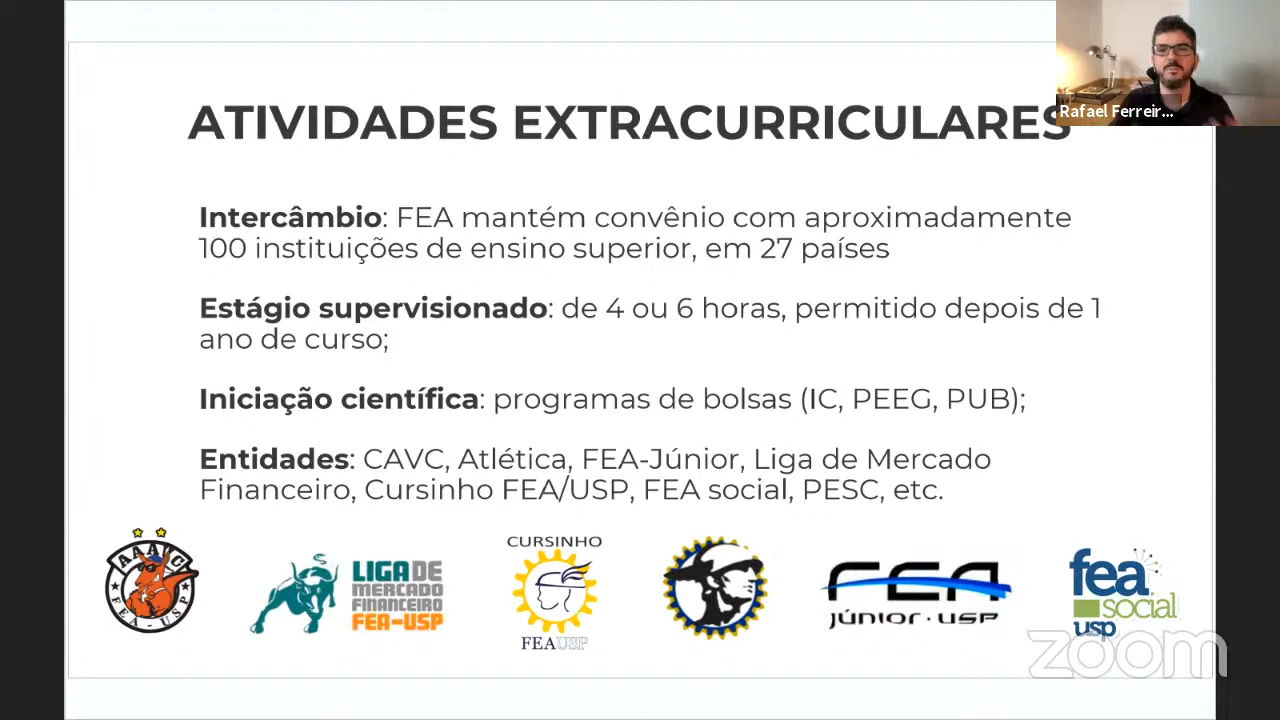 ATIVIDADES EXTRACURRICULARES
Rafael Ferreir...
Intercâmbio: FEA mantém convênio com aproximadamente
100 instituições de ensino superior, em 27 países
Estágio supervisionado: de 4 ou 6 horas, permitido depois de 1
ano de curso;
Iniciação científica: programas de bolsas (IC, PEEG, PUB);
Entidades: CAVC, Atlética, FEA-Júnior, Liga de Mercado
Financeiro, Cursinho FEA/USP, FEA social, PESC, etc.
AAAVC
FEA-USP
LIGA DE
MERCADO
FINANCEIRO
FEA-USP
CURSINHO
FEAUSP
FEA
JÚNIOR·USP
fea
social
usp
zoom